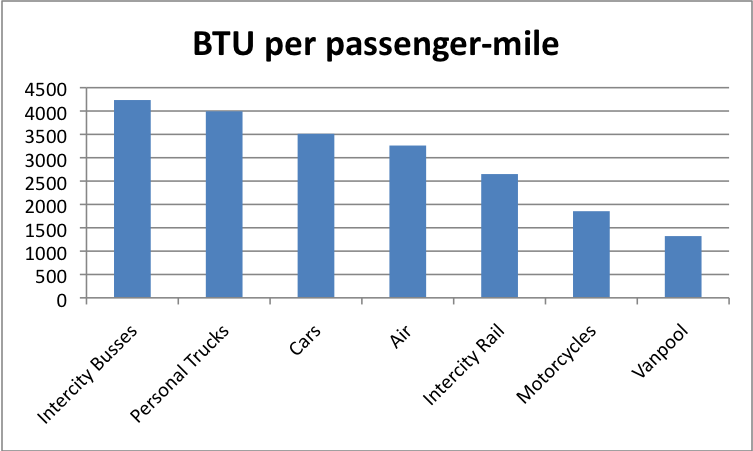 BTU per passenger-mile
4500
4000
3500
3000
2500
2000
1500
1000
500
0
Intercity Busses
Personal Trucks
Cars
Air
Intercity Rail
Motorcycles
Vanpool